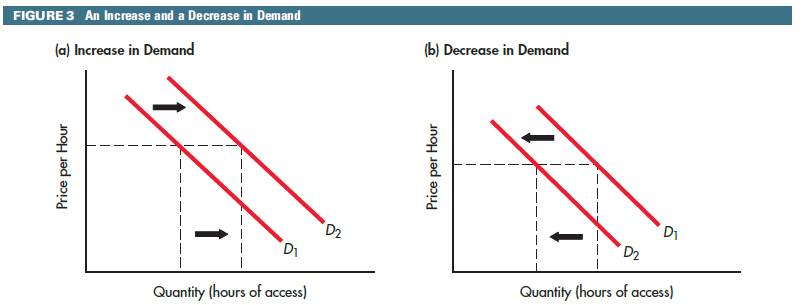 FIGURE 3 An Increase and a Decrease in Demand
(a) Increase in Demand
Price per Hour
D2
D1
Quantity (hours of access)
(b) Decrease in Demand
Price per Hour
D1
D2
Quantity (hours of access)